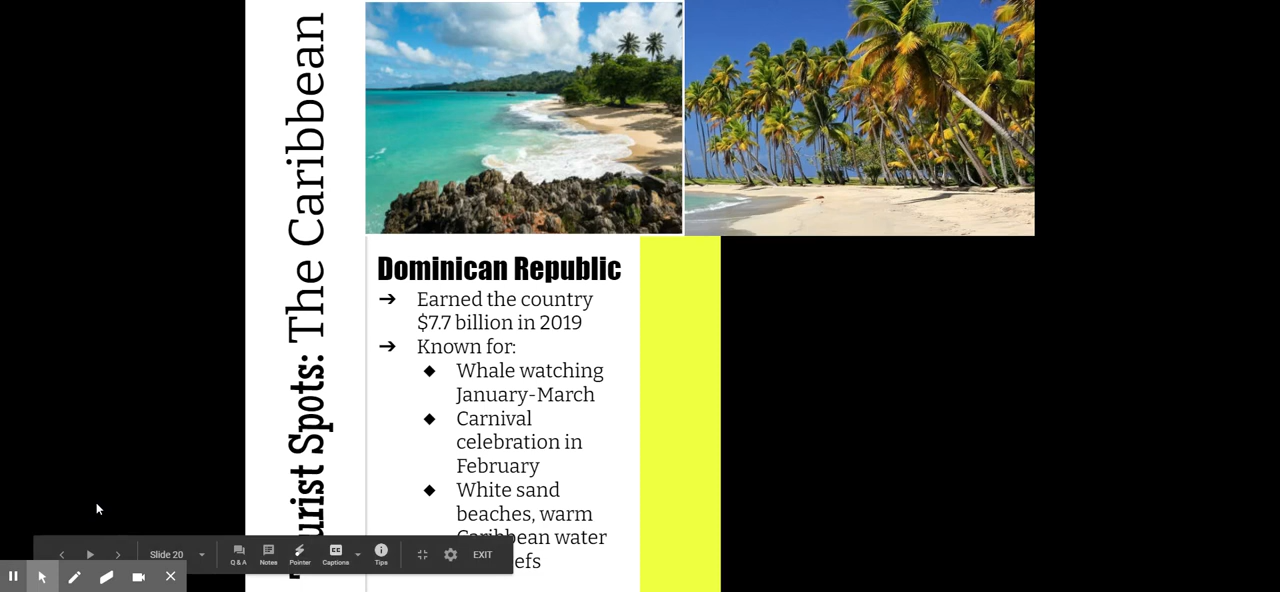 Spots: The Caribbean
Dominican Republic
➔ Earned the country
$7.7 billion in 2019
➔ Known for:
◆ Whale watching
January-March
◆ Carnival
celebration in
February
◆ White sand
beaches, warm
Caribbean water
Slide 20
Q & A
Notes
Pointer
Captions
Tips
EXIT